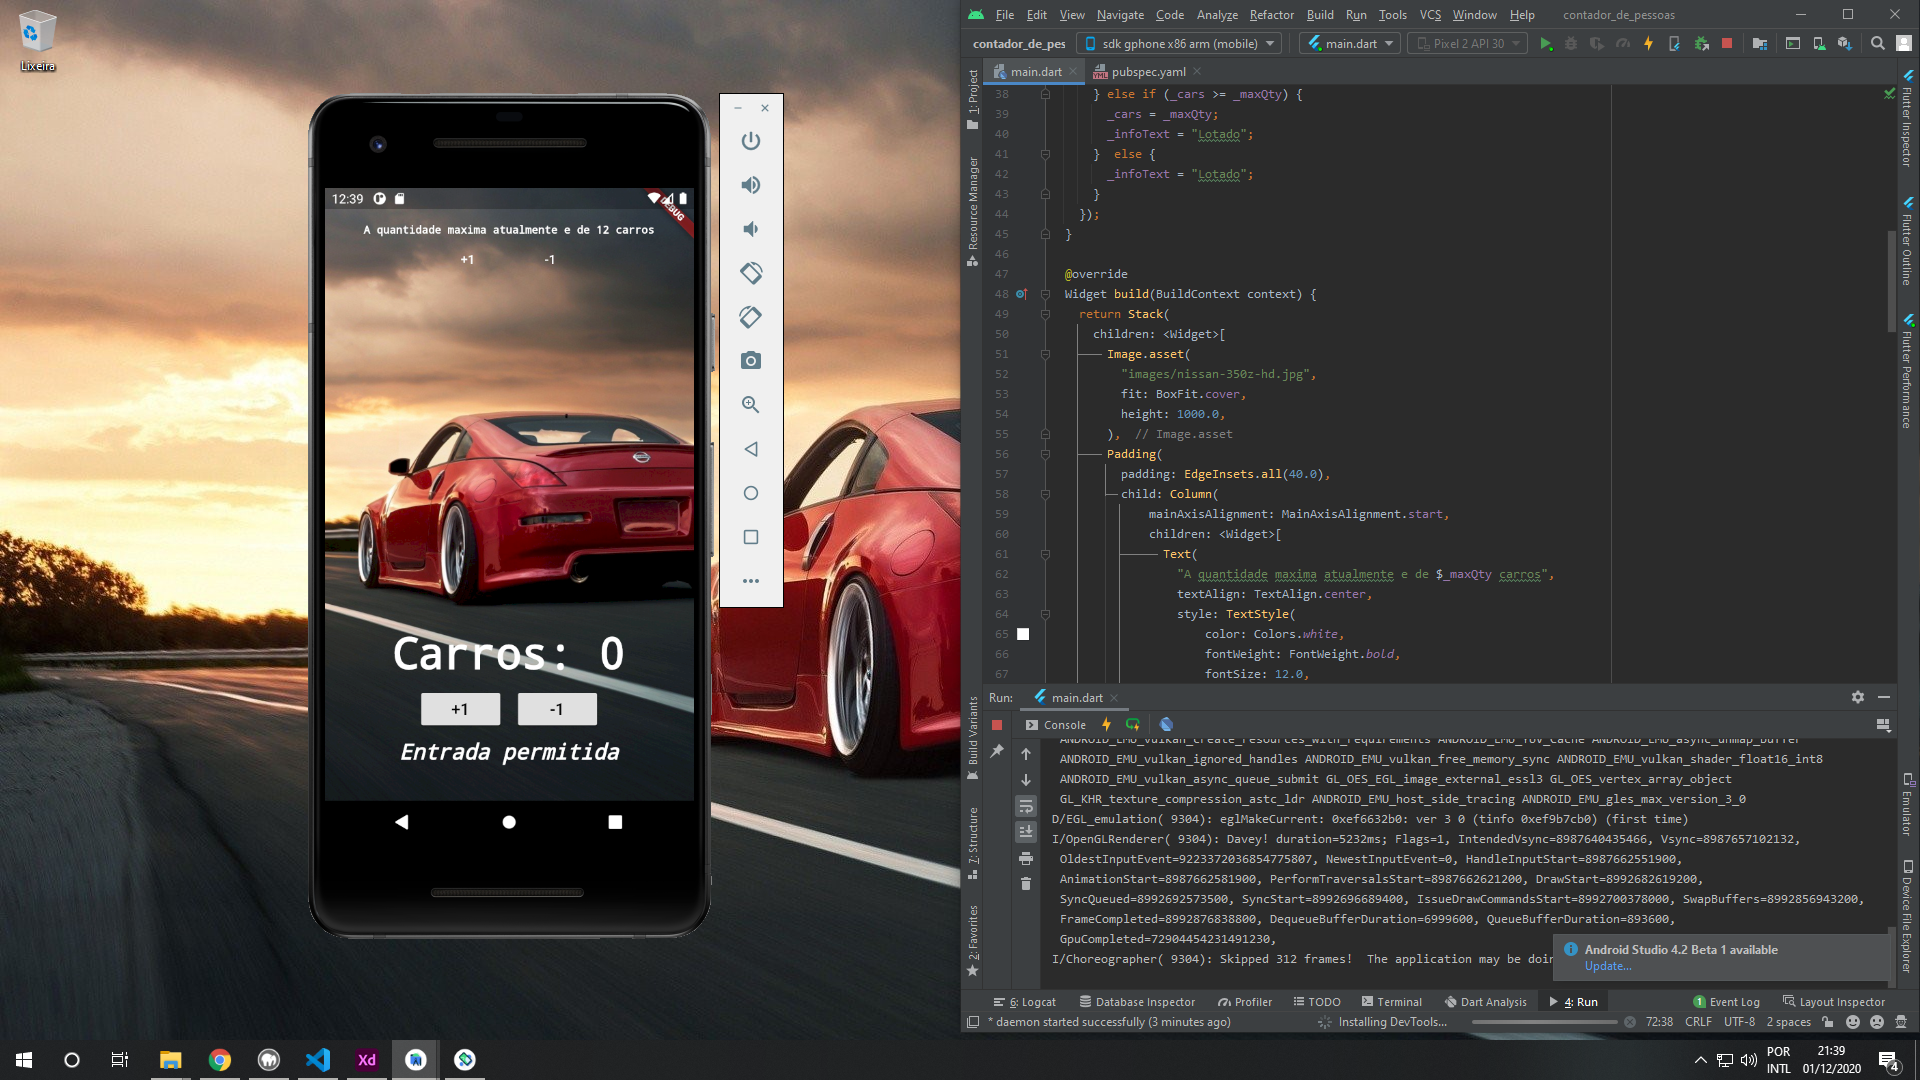 Lixeira
12:39
DEBUG
A quantidade maxima atualmente e de 12 carros
+1 -1
Carros: 0
+1 -1
Entrada permitida
File Edit View Navigate Code Analyze Refactor Build Run Tools VCS Window Help contador_de_pessoas
contador_de_pes sdk gphone x86 arm (mobile) main.dart Pixel 2 API 30
main.dart pubspec.yaml
38 } else if (_cars >= _maxQty) {
39 _cars = _maxQty;
40 _infoText = "Lotado";
41 } else {
42 _infoText = "Lotado";
43 }
44 });
45 }
46
47 @override
48 Widget build(BuildContext context) {
49 return Stack(
50 children: <Widget>[
51 Image.asset(
52 "images/nissan-350z-hd.jpg",
53 fit: BoxFit.cover,
54 height: 1000.0,
55 ), // Image.asset
56 Padding(
57 padding: EdgeInsets.all(40.0),
58 child: Column(
59 mainAxisAlignment: MainAxisAlignment.start,
60 children: <Widget>[
61 Text(
62 "A quantidade maxima atualmente e de $_maxQty carros",
63 textAlign: TextAlign.center,
64 style: TextStyle(
65 color: Colors.white,
66 fontWeight: FontWeight.bold,
67 fontSize: 12.0,
1: Project
Resource Manager
Build Variants
7: Structure
2: Favorites
Flutter Inspector
Flutter Outline
Flutter Performance
Emulator
Device File Explorer
Run: main.dart
Console
ANDROID_EMU_vulkan_create_resources_with_requirements ANDROID_EMU_YUV_Cache ANDROID_EMU_async_unmap_buffer
ANDROID_EMU_vulkan_ignored_handles ANDROID_EMU_vulkan_free_memory_sync ANDROID_EMU_vulkan_shader_float16_int8
ANDROID_EMU_vulkan_async_queue_submit GL_OES_EGL_image_external_essl3 GL_OES_vertex_array_object
GL_KHR_texture_compression_astc_ldr ANDROID_EMU_host_side_tracing ANDROID_EMU_gles_max_version_3_0
D/EGL_emulation( 9304): eglMakeCurrent: 0xef6632b0: ver 3 0 (tinfo 0xef9b7cb0) (first time)
I/OpenGLRenderer( 9304): Davey! duration=5232ms; Flags=1, IntendedVsync=8987640435466, Vsync=8987657102132,
OldestInputEvent=9223372036854775807, NewestInputEvent=0, HandleInputStart=8987662551900,
AnimationStart=8987662581900, PerformTraversalsStart=8987662621200, DrawStart=8992682619200,
SyncQueued=8992692573500, SyncStart=8992696689400, IssueDrawCommandsStart=8992700378000, SwapBuffers=8992856943200,
FrameCompleted=8992876838800, DequeueBufferDuration=6999600, QueueBufferDuration=893600,
GpuCompleted=72904454231491230,
I/Choreographer( 9304): Skipped 312 frames! The application may be doin
Android Studio 4.2 Beta 1 available
Update...
6: Logcat Database Inspector Profiler TODO Terminal Dart Analysis 4: Run 1 Event Log Layout Inspector
* daemon started successfully (3 minutes ago) Installing DevTools... 72:38 CRLF UTF-8 2 spaces
Xd
POR
INTL
21:39
01/12/2020
4